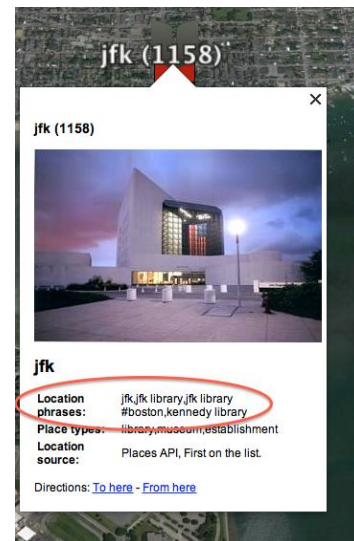 jfk (1158)
jfk (1158)
jfk
Location phrases: jfk,jfk library,jfk library #boston,kennedy library
Place types: library,museum,establishment
Location source: Places API, First on the list.
Directions: To here - From here